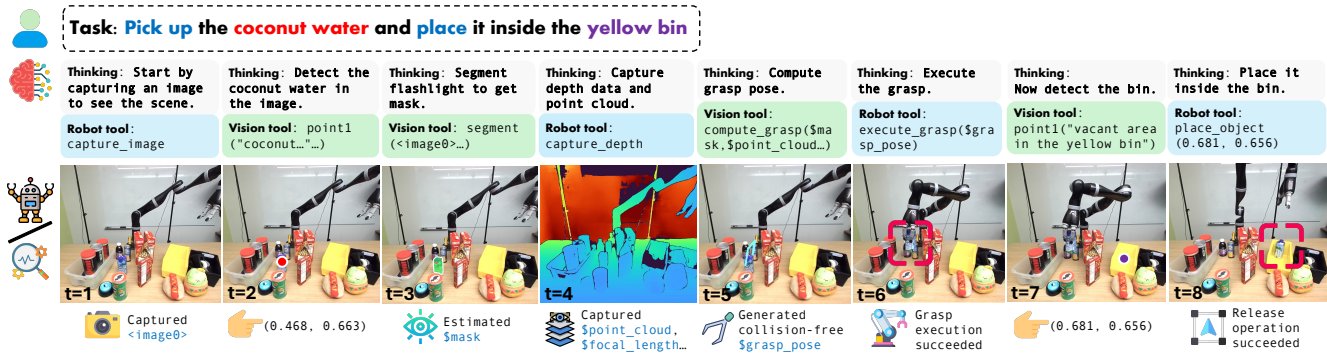 Task: Pick up the coconut water and place it inside the yellow bin
Thinking: Start by
capturing an image
to see the scene.
Robot tool:
capture_image
t=1
Captured
<image0>
Thinking: Detect the
coconut water in
the image.
Vision tool: point1
("coconut…"…)
t=2
(0.468, 0.663)
Thinking: Segment
flashlight to get
mask.
Vision tool: segment
(<image0>…)
t=3
Estimated
$mask
Thinking: Capture
depth data and
point cloud.
Robot tool:
capture_depth
t=4
Captured
$point_cloud,
$focal_length…
Thinking: Compute
grasp pose.
Vision tool:
compute_grasp($ma
sk,$point_cloud…)
t=5
Generated
collision-free
$grasp_pose
Thinking: Execute
the grasp.
Robot tool:
execute_grasp($gra
sp_pose)
t=6
Grasp
execution
succeeded
Thinking:
Now detect the bin.
Vision tool:
point1("vacant area
in the yellow bin")
t=7
(0.681, 0.656)
Thinking: Place it
inside the bin.
Robot tool:
place_object
(0.681, 0.656)
t=8
Release
operation
succeeded